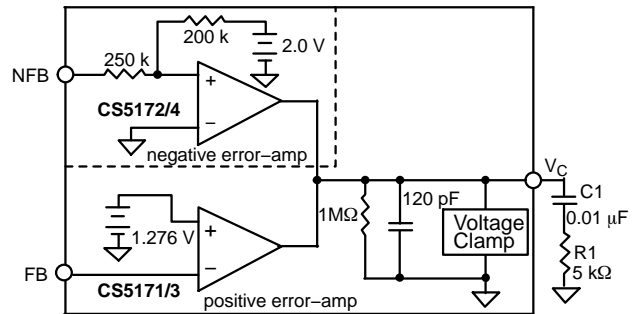 200 k
2.0 V
250 k
NFB
+
CS5172/4
−
negative error−amp
VC
C1
120 pF
0.01 μF
1MΩ
Voltage
Clamp
+
1.276 V
R1
−
5 kΩ
FB
CS5171/3
positive error−amp